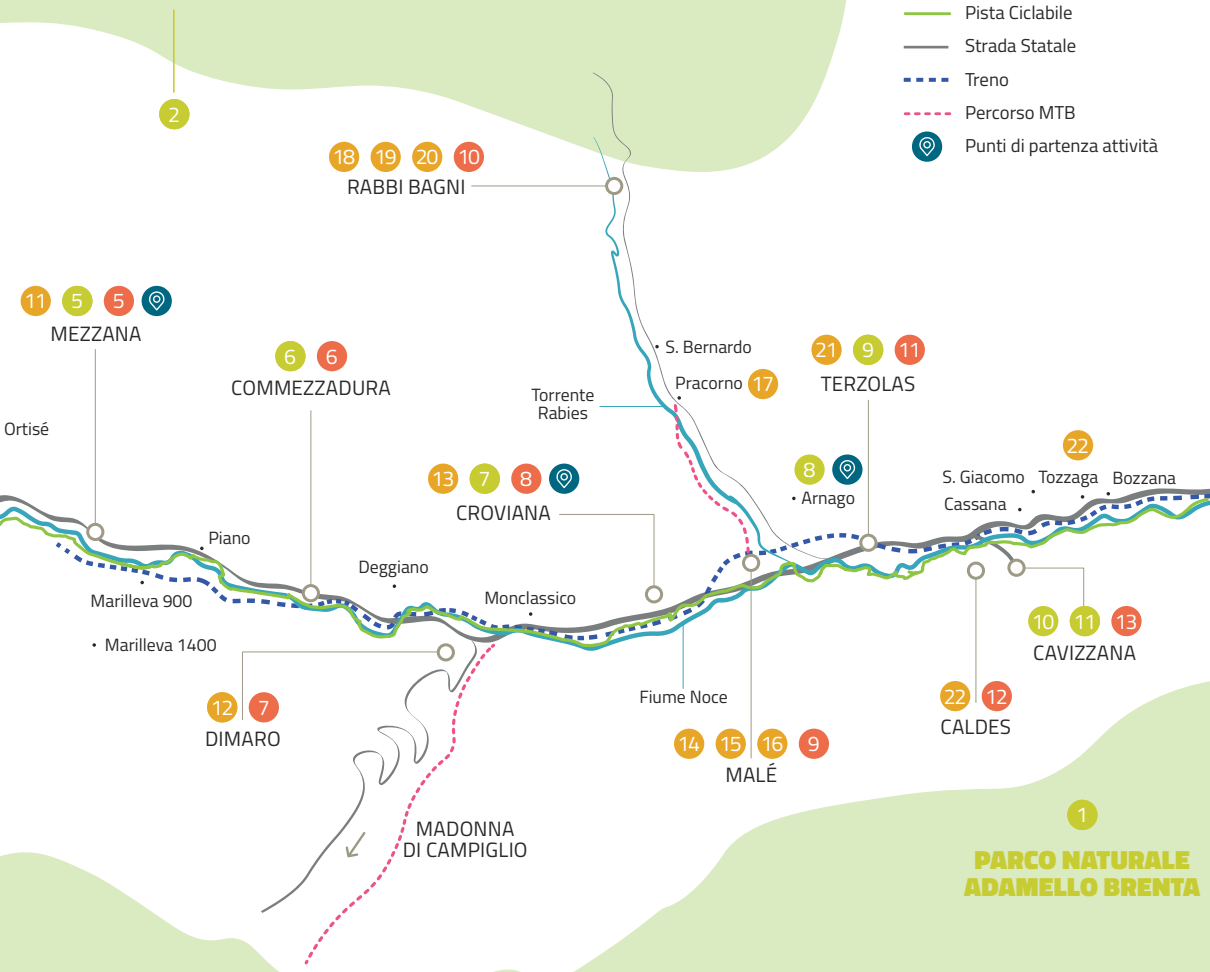 Pista Ciclabile
Strada Statale
Treno
Percorso MTB
Punti di partenza attività
2
18 19 20 10
RABBI BAGNI
11 5 5
MEZZANA
6 6
COMMEZZADURA
S. Bernardo
Pracorno 17
Torrente
Rabies
21 9 11
TERZOLAS
Ortisé
13 7 8
CROVIANA
8
Arnago
22
S. Giacomo Tozzaga Bozzana
Cassana
Piano
Deggiano
Marilleva 900
Monclassico
Marilleva 1400
10 11 13
CAVIZZANA
Fiume Noce
12 7
DIMARO
22 12
CALDES
14 15 16 9
MALÉ
MADONNA
DI CAMPIGLIO
1
PARCO NATURALE
ADAMELLO BRENTA